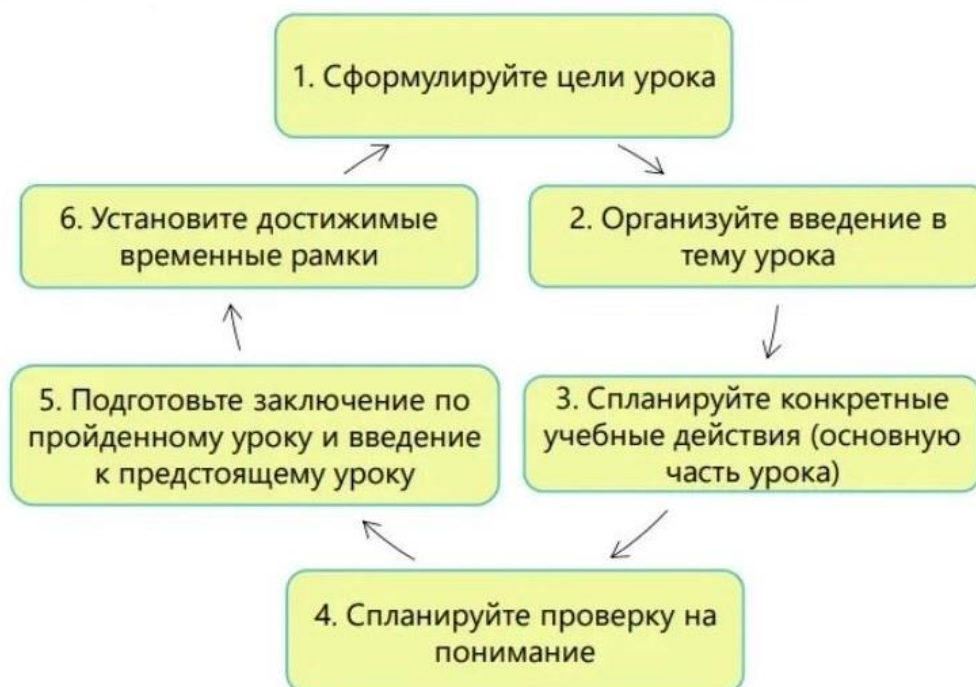 1. Сформулируйте цели урока
2. Организуйте введение в
тему урока
3. Спланируйте конкретные
учебные действия (основную
часть урока)
4. Спланируйте проверку на
понимание
5. Подготовьте заключение по
пройденному уроку и введение
к предстоящему уроку
6. Установите достижимые
временные рамки